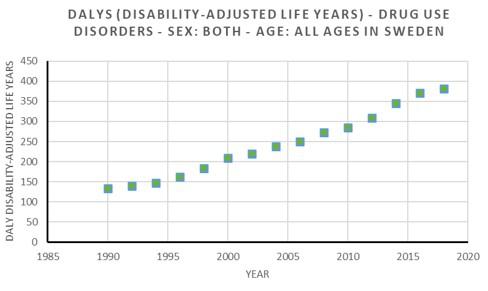 DALYS (DISABILITY-ADJUSTED LIFE YEARS) - DRUG USE
DISORDERS - SEX: BOTH - AGE: ALL AGES IN SWEDEN
DALY DISABILITY-ADJUSTED LIFE YEARS
450
400
350
300
250
200
150
100
50
0
1985 1990 1995 2000 2005 2010 2015 2020
YEAR